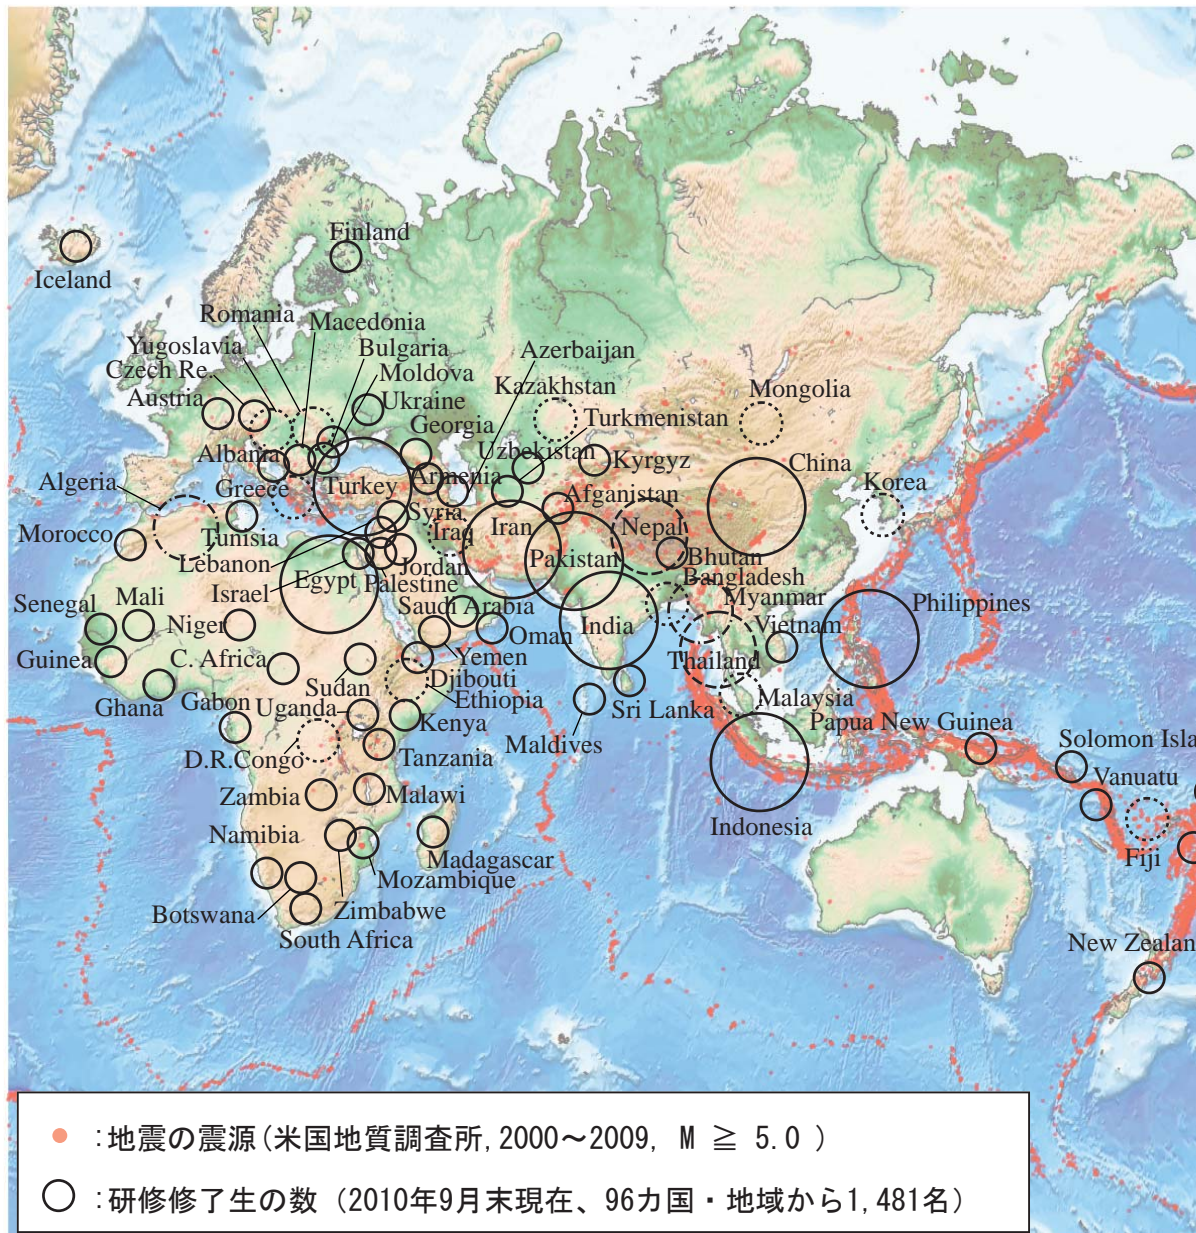 Finland
Iceland
Romania
Macedonia
Yugoslavia
Bulgaria
Azerbaijan
Czech Re.
Moldova
Kazakhstan
Mongolia
Austria
Ukraine
Turkmenistan
Georgia
Albania
Uzbekistan
Kyrgyz
China
Algeria
Greece
Turkey
Armenia
Afganistan
Korea
Morocco
Tunisia
Syria
Iraq
Iran
Nepal
Lebanon
Jordan
Pakistan
Bhutan
Israel
Egypt
Palestine
Bangladesh
Senegal
Mali
Niger
Saudi Arabia
Myanmar
Philippines
Oman
India
Vietnam
Guinea
C. Africa
Yemen
Thailand
Sudan
Djibouti
Ghana
Gabon
Uganda
Ethiopia
Sri Lanka
Malaysia
Kenya
Maldives
Papua New Guinea
D.R.Congo
Tanzania
Solomon Isla
Zambia
Malawi
Vanuatu
Namibia
Indonesia
Madagascar
Fiji
Mozambique
Botswana
Zimbabwe
South Africa
New Zealan
:地震の震源(米国地質調査所, 2000～2009, M ≧ 5.0 )
:研修修了生の数 (2010年9月末現在、96カ国・地域から1,481名)